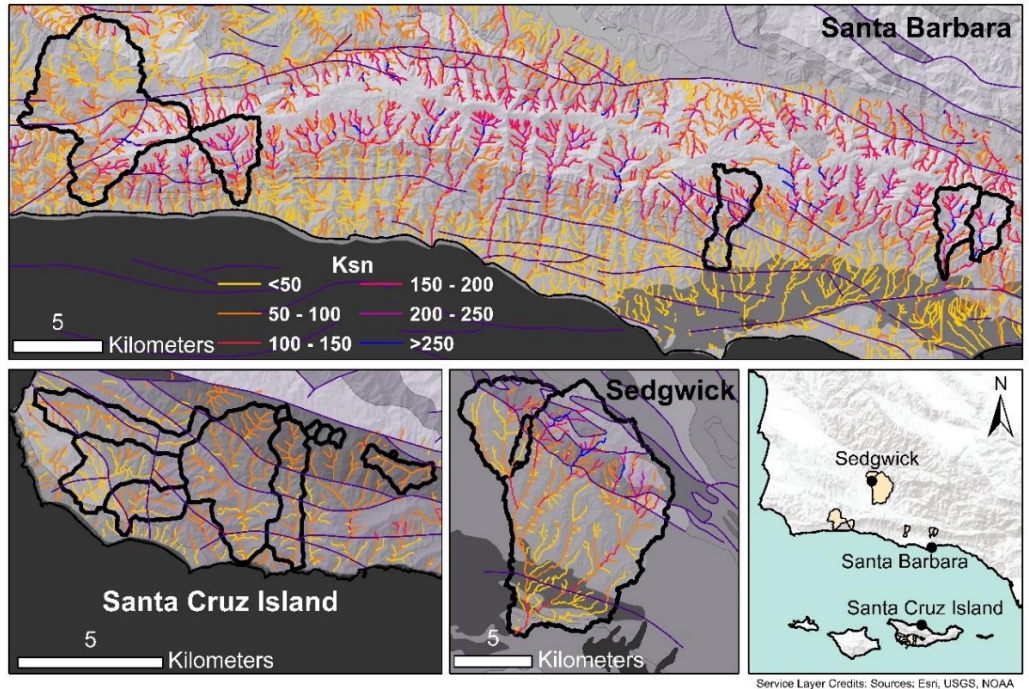 Santa Barbara
Ksn
<50
150 - 200
50 - 100
200 - 250
100 - 150
>250
5
Kilometers
Santa Cruz Island
5
Kilometers
Sedgwick
5
Kilometers
N
Sedgwick
Santa Barbara
Santa Cruz Island
Service Layer Credits: Sources: Esri, USGS, NOAA